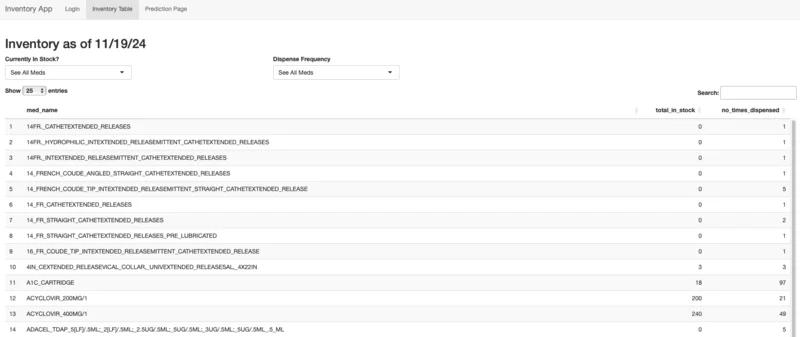 Inventory App Login Inventory Table Prediction Page
Inventory as of 11/19/24
Currently In Stock? Dispense Frequency
See All Meds See All Meds
Show 25 entries Search:
med_name total_in_stock no_times_dispensed
1 14FR._CATHETEXTENDED_RELEASES 0 1
2 14FR._HYDROPHILIC_INTEXTENDED_RELEASEMITTENT_CATHETEXTENDED_RELEASES 0 1
3 14FR._INTEXTENDED_RELEASEMITTENT_CATHETEXTENDED_RELEASES 0 1
4 14_FRENCH_COUDE_ANGLED_STRAIGHT_CATHETEXTENDED_RELEASES 0 1
5 14_FRENCH_COUDE_TIP_INTEXTENDED_RELEASEMITTENT_STRAIGHT_CATHETEXTENDED_RELEASE 0 5
6 14_FR_CATHETEXTENDED_RELEASES 0 1
7 14_FR_STRAIGHT_CATHETEXTENDED_RELEASES 0 2
8 14_FR_STRAIGHT_CATHETEXTENDED_RELEASES_PRE_LUBRICATED 0 1
9 16_FR_COUDE_TIP_INTEXTENDED_RELEASEMITTENT_CATHETEXTENDED_RELEASE 0 1
10 4IN_CEXTENDED_RELEASEVICAL_COLLAR,_UNIVEXTENDED_RELEASESAL,_4X22IN 3 3
11 A1C_CARTRIDGE 18 97
12 ACYCLOVIR_200MG/1 200 21
13 ACYCLOVIR_400MG/1 240 49
14 ADACEL_TDAP_5[LF]/.5ML;_2[LF]/.5ML;_2.5UG/.5ML;_5UG/.5ML;_3UG/.5ML;_5UG/.5ML_.5_ML 0 5